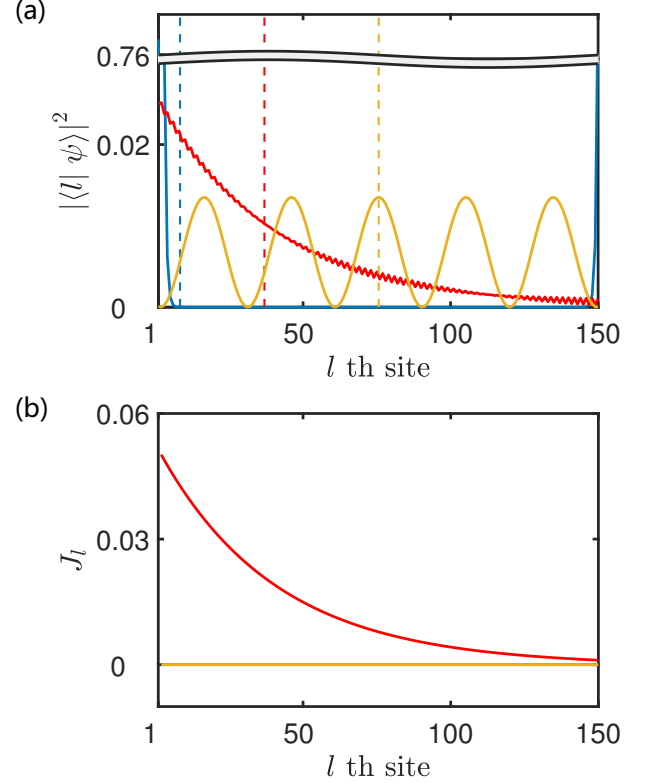 (a)
0.76
0.02
0
|⟨l| ψ⟩|²
1 50 100 150
l th site
(b)
0.06
0.03
0
J_l
1 50 100 150
l th site